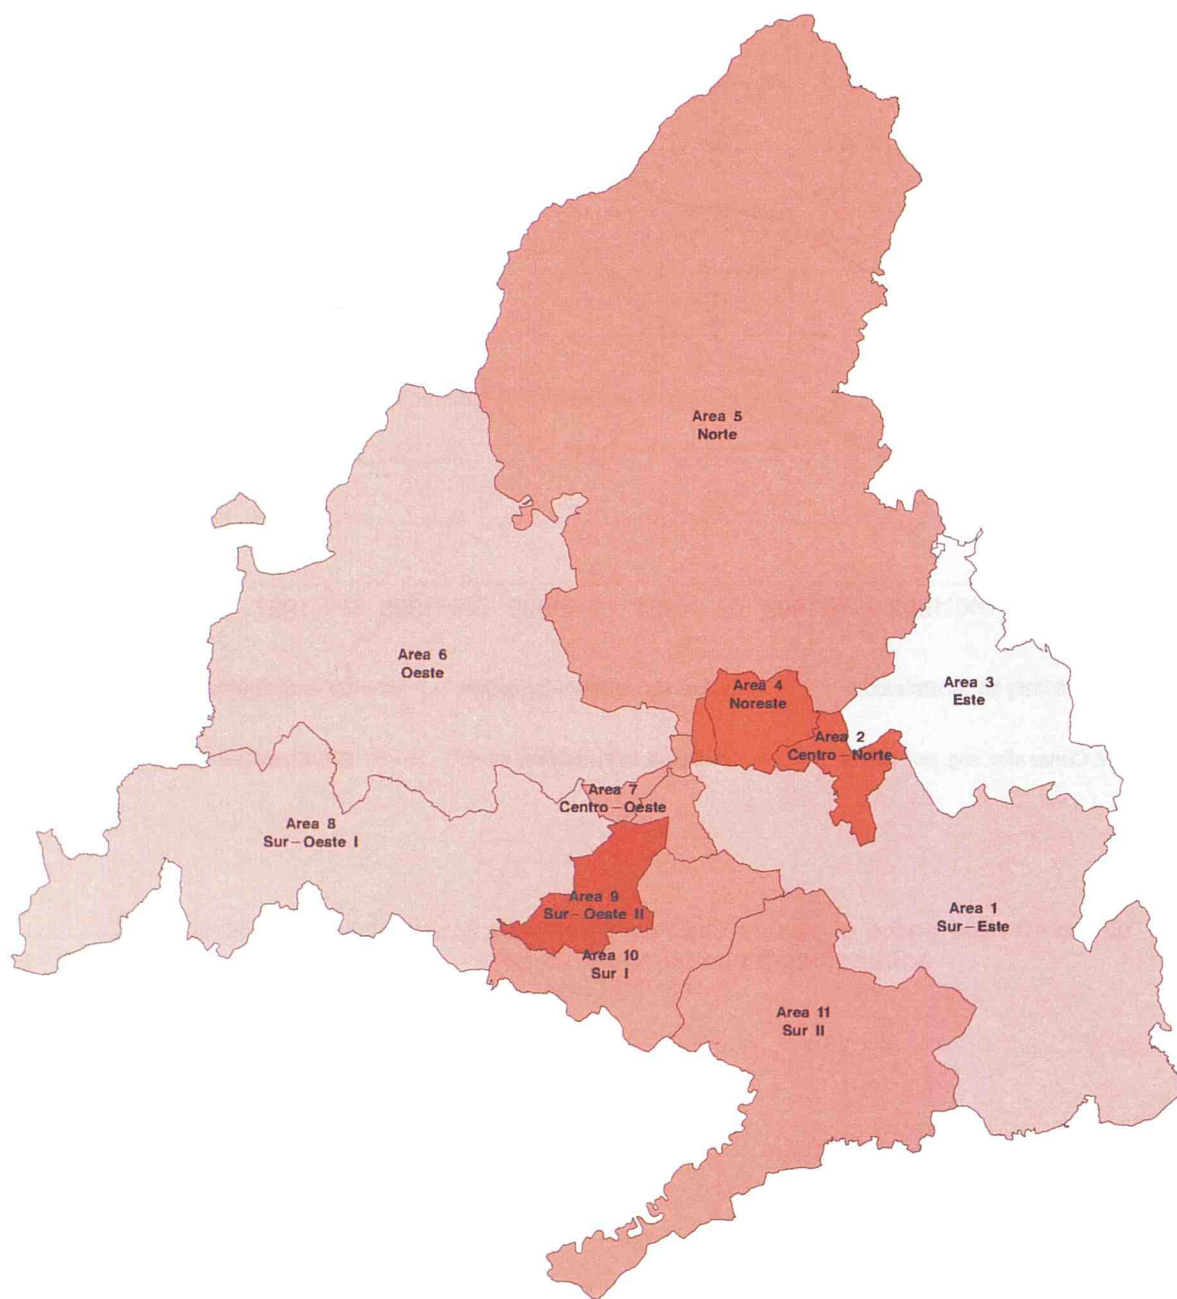 Area 5
Norte
Area 6
Oeste
Area 4
Noreste
Area 3
Este
Area 2
Centro-Norte
Area 7
Centro-Oeste
Area 8
Sur-Oeste I
Area 9
Sur-Oeste II
Area 1
Sur-Este
Area 10
Sur I
Area 11
Sur II